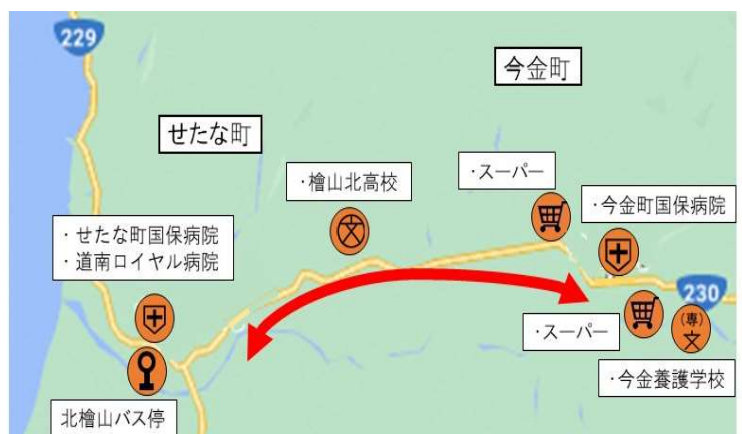 229
今金町
せたな町
・スーパー
・檜山北高校
・今金町国保病院
・せたな町国保病院
・道南ロイヤル病院
文
230
・スーパー
(専)
文
・今金養護学校
北檜山バス停